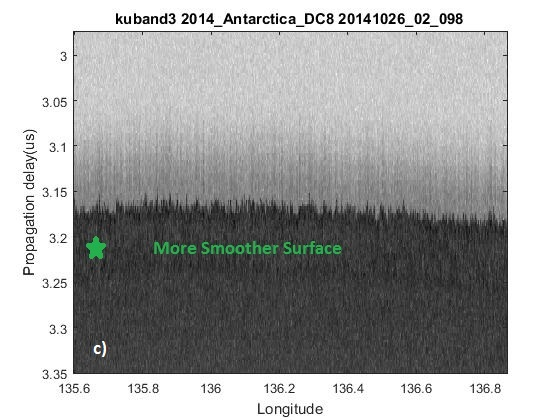 kuband3 2014_Antarctica_DC8 20141026_02_098
3
3.05
3.1
3.15
3.2
3.25
3.3
3.35
Propagation delay(us)
More Smoother Surface
c)
135.6 135.8 136 136.2 136.4 136.6 136.8
Longitude